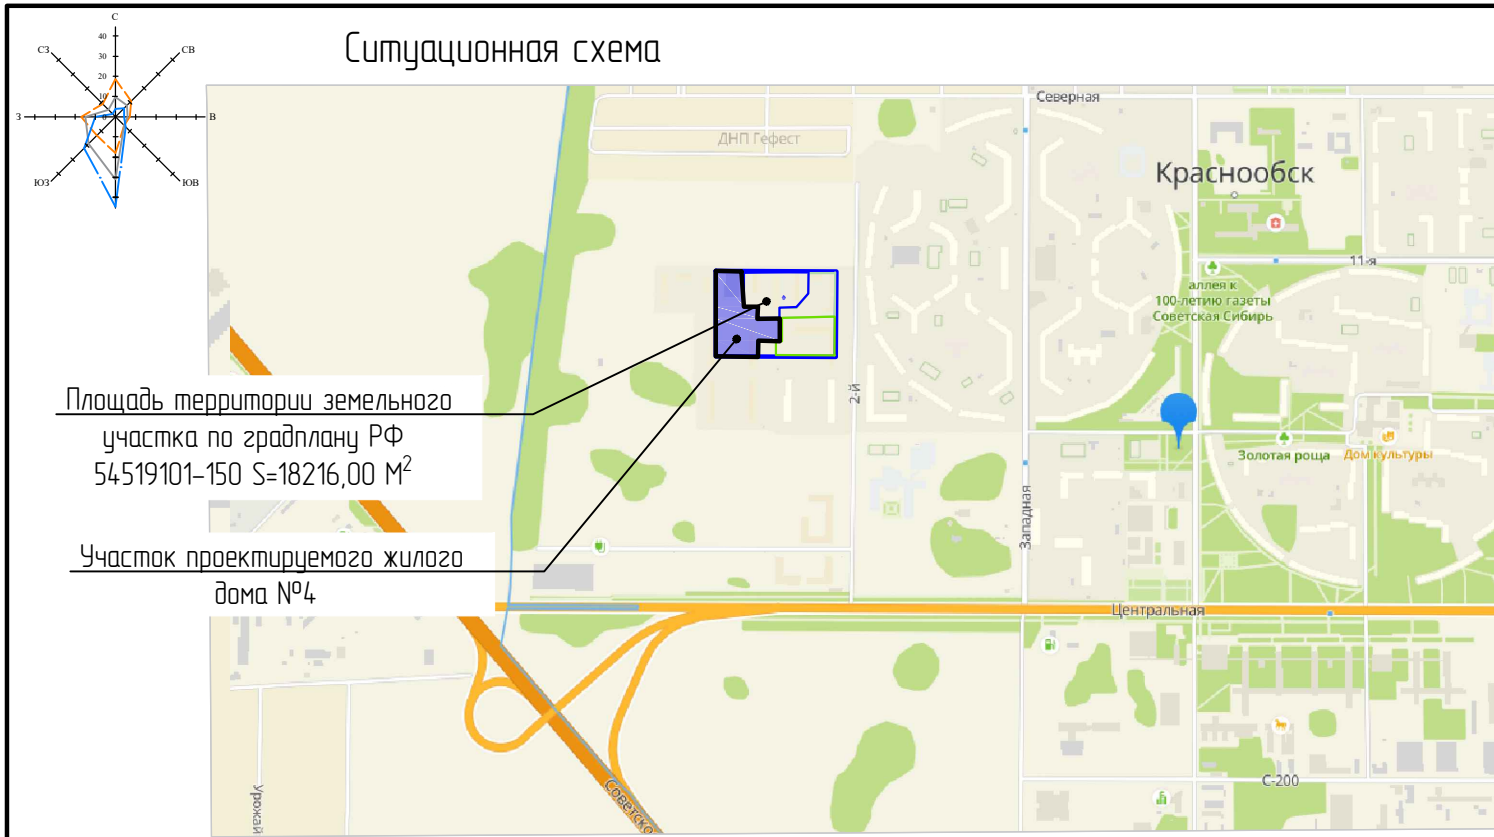 Ситуационная схема
С
СЗ
СВ
40
30
20
10
0
З
В
ЮЗ
ЮВ
Северная
ДНП Гефест
Краснообск
11-я
аллея к
100-летию газеты
Советская Сибирь
Площадь территории земельного
участка по градплану РФ
54519101-150 S=18216,00 М²
2-й
Золотая роща
Дом культуры
Западная
Участок проектируемого жилого
дома №4
Центральная
С-200
Урожай
Советско